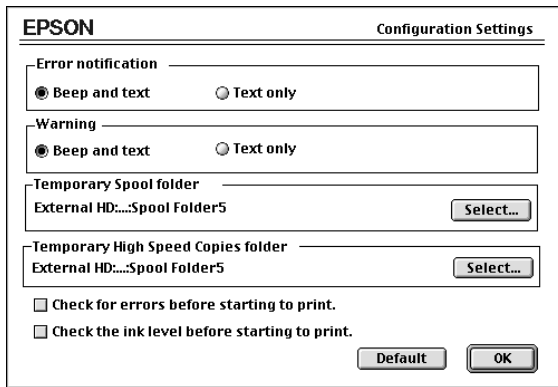 EPSON Configuration Settings
Error notification
Beep and text Text only
Warning
Beep and text Text only
Temporary Spool folder
External HD:...:Spool Folder5 Select...
Temporary High Speed Copies folder
External HD:...:Spool Folder5 Select...
Check for errors before starting to print.
Check the ink level before starting to print.
Default OK